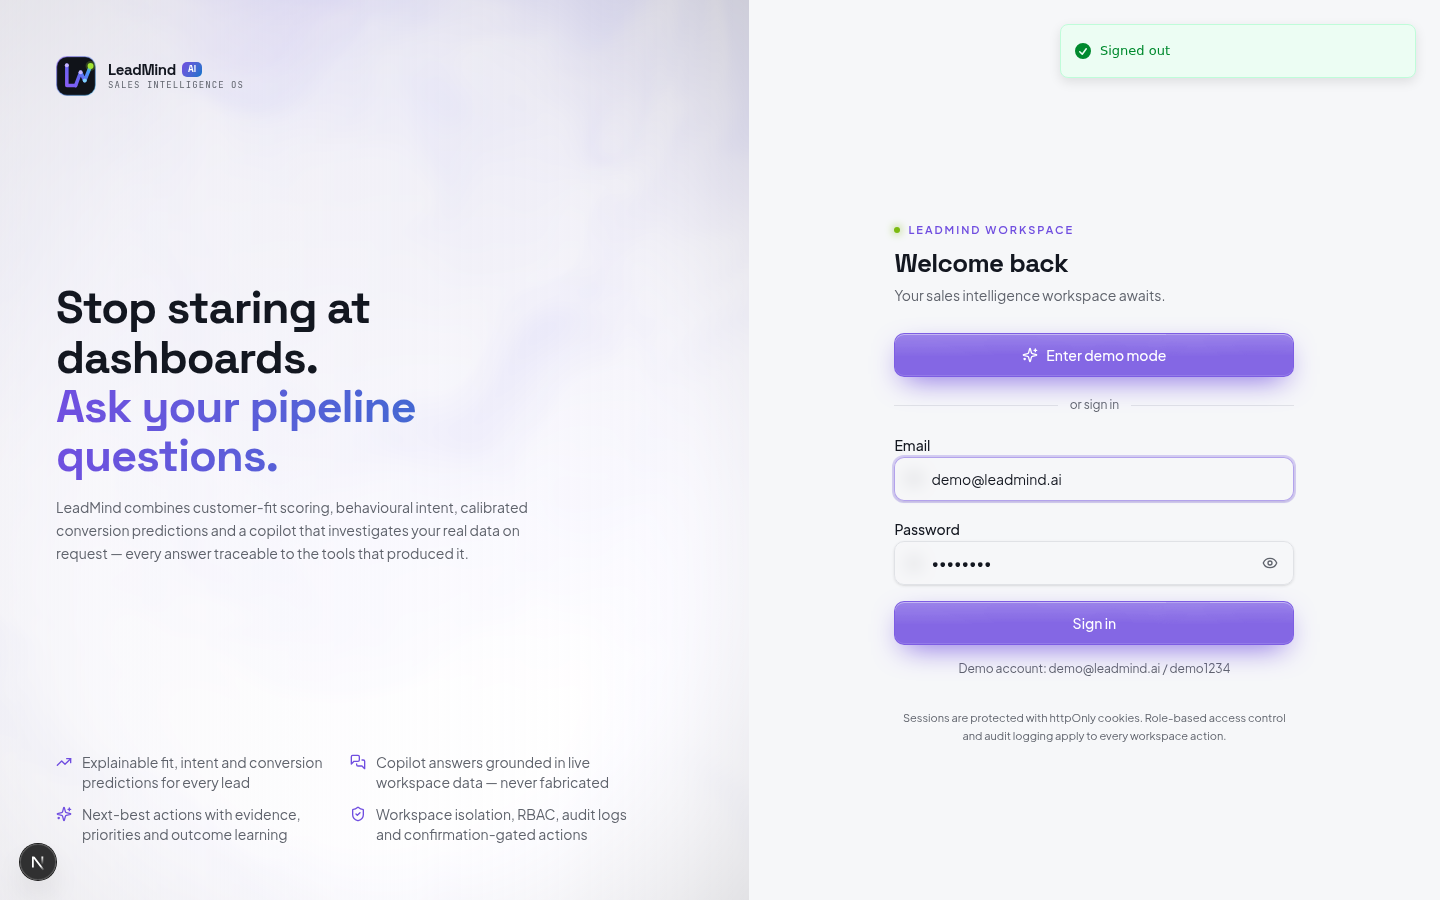 LeadMind AI
SALES INTELLIGENCE OS
Stop staring at
dashboards.
Ask your pipeline
questions.
LeadMind combines customer-fit scoring, behavioural intent, calibrated
conversion predictions and a copilot that investigates your real data on
request — every answer traceable to the tools that produced it.
Explainable fit, intent and conversion
predictions for every lead
Copilot answers grounded in live
workspace data — never fabricated
Next-best actions with evidence,
priorities and outcome learning
Workspace isolation, RBAC, audit logs
and confirmation-gated actions
N
Signed out
LEADMIND WORKSPACE
Welcome back
Your sales intelligence workspace awaits.
Enter demo mode
or sign in
Email
demo@leadmind.ai
Password
••••••••
Sign in
Demo account: demo@leadmind.ai / demo1234
Sessions are protected with httpOnly cookies. Role-based access control
and audit logging apply to every workspace action.